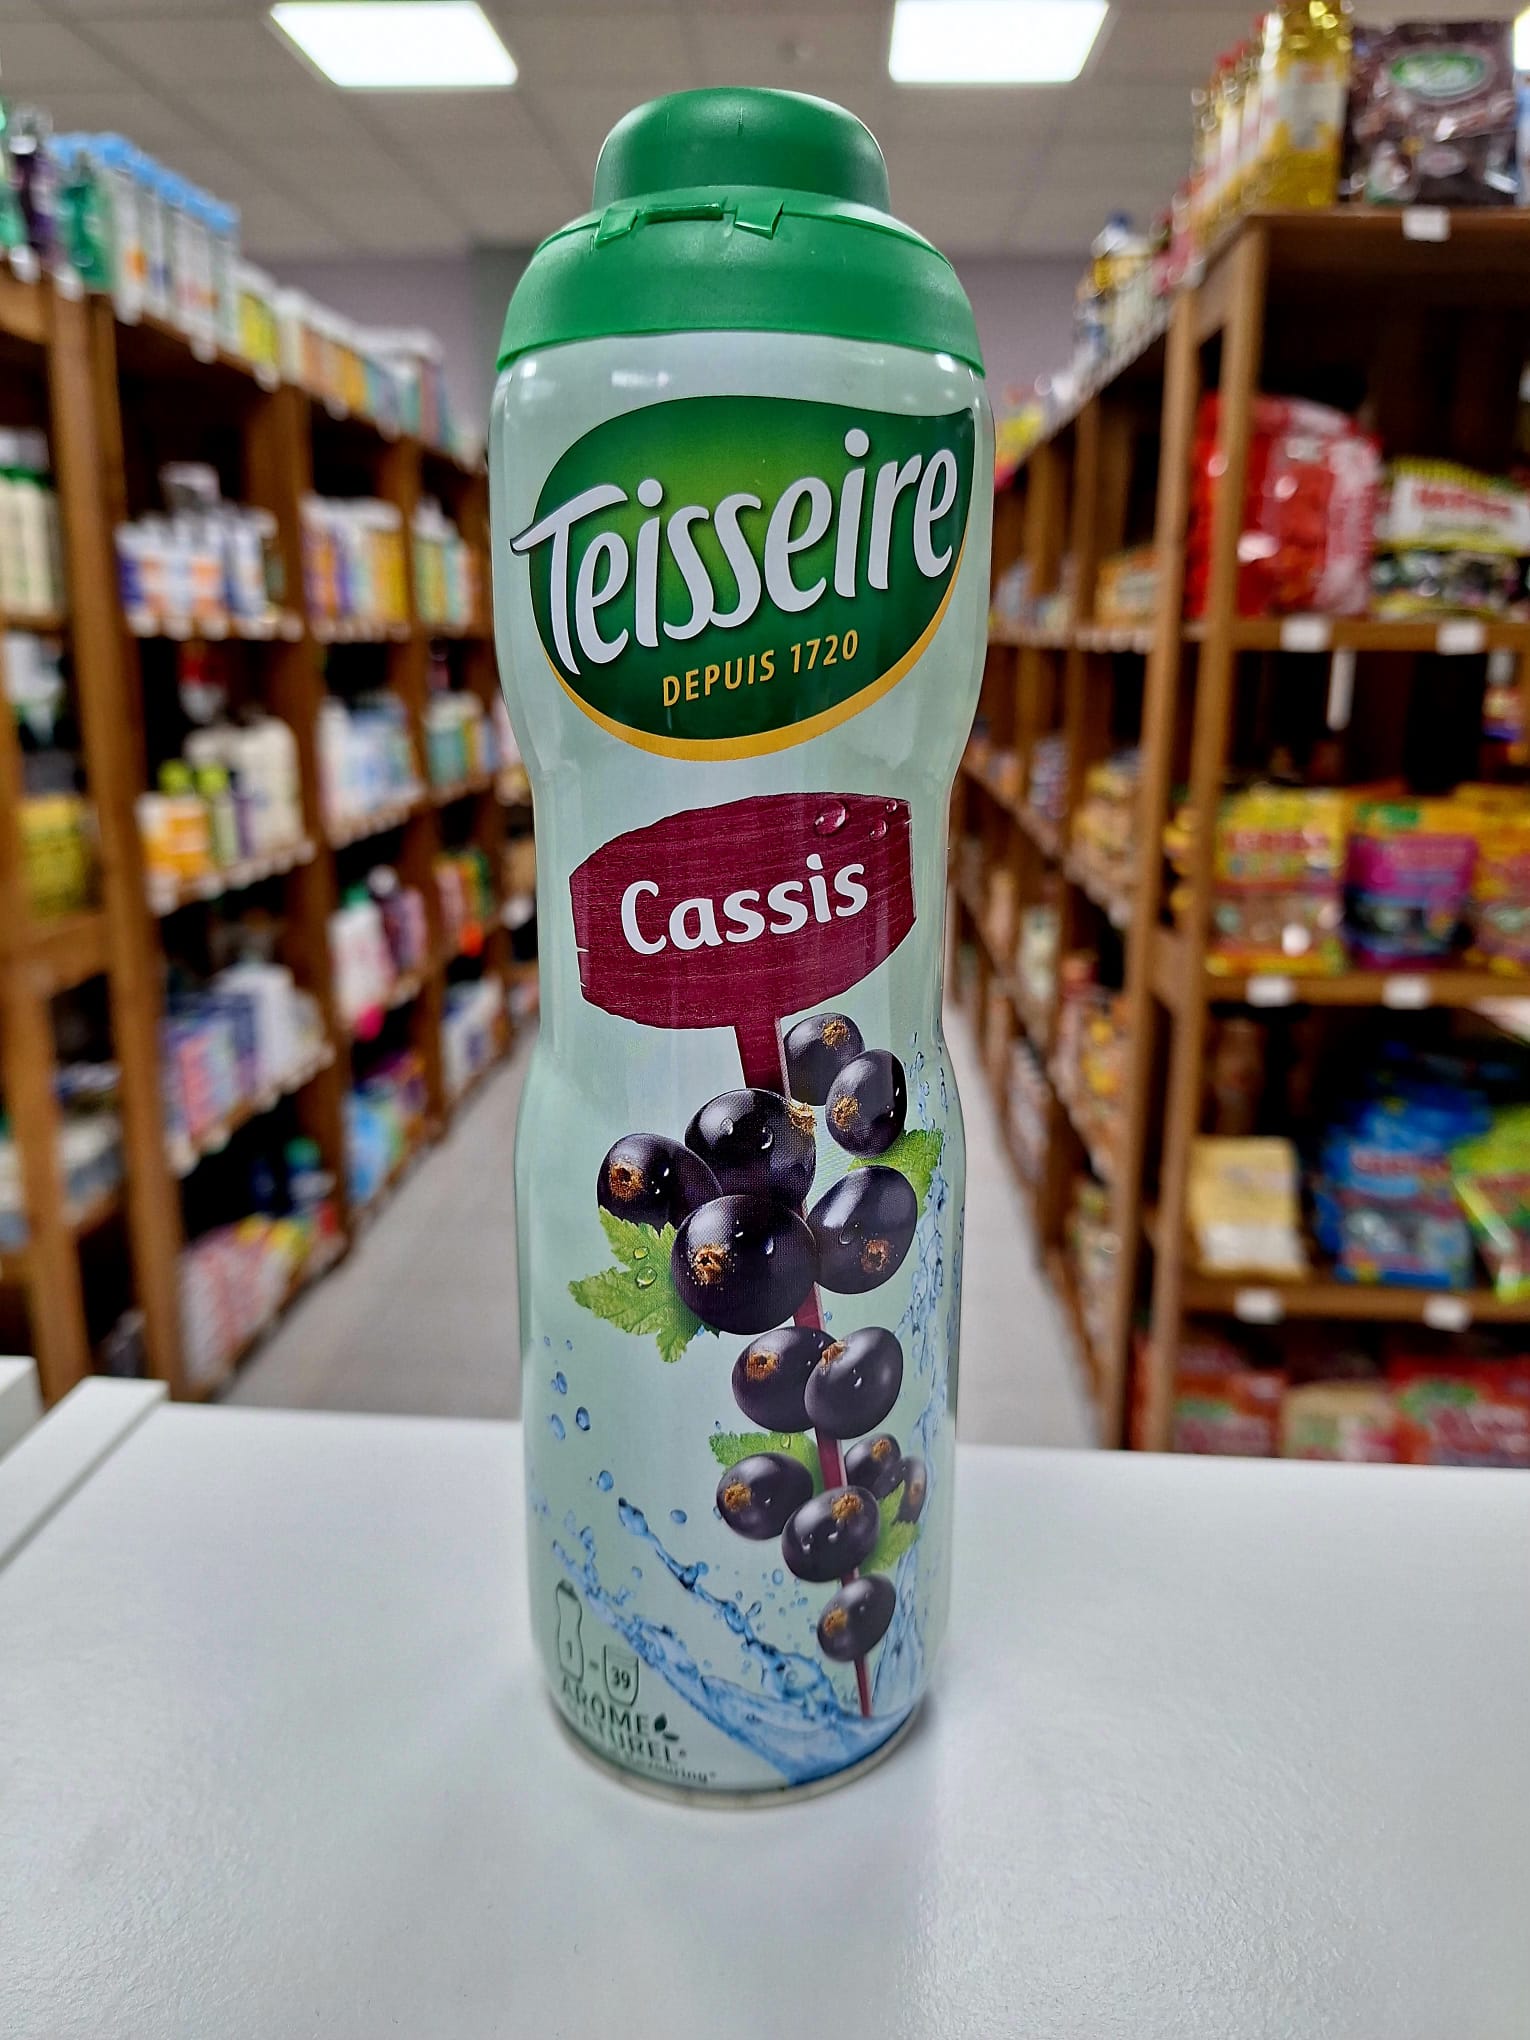 Teisseire
DEPUIS 1720
Cassis
1
=
39
ARÔME
NATUREL*